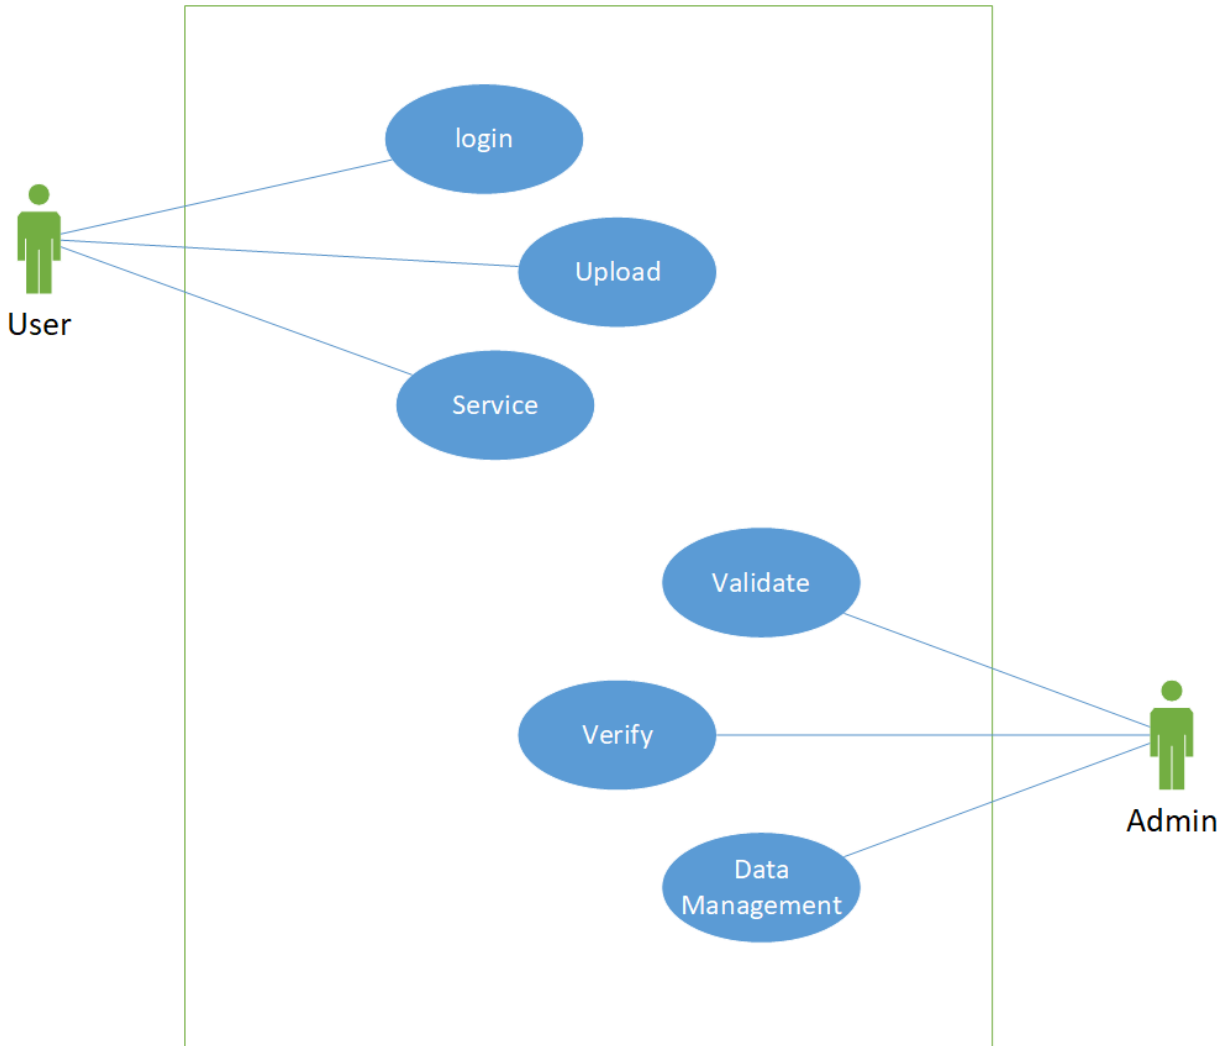 login
Upload
User
Service
Validate
Verify
Admin
Data
Management